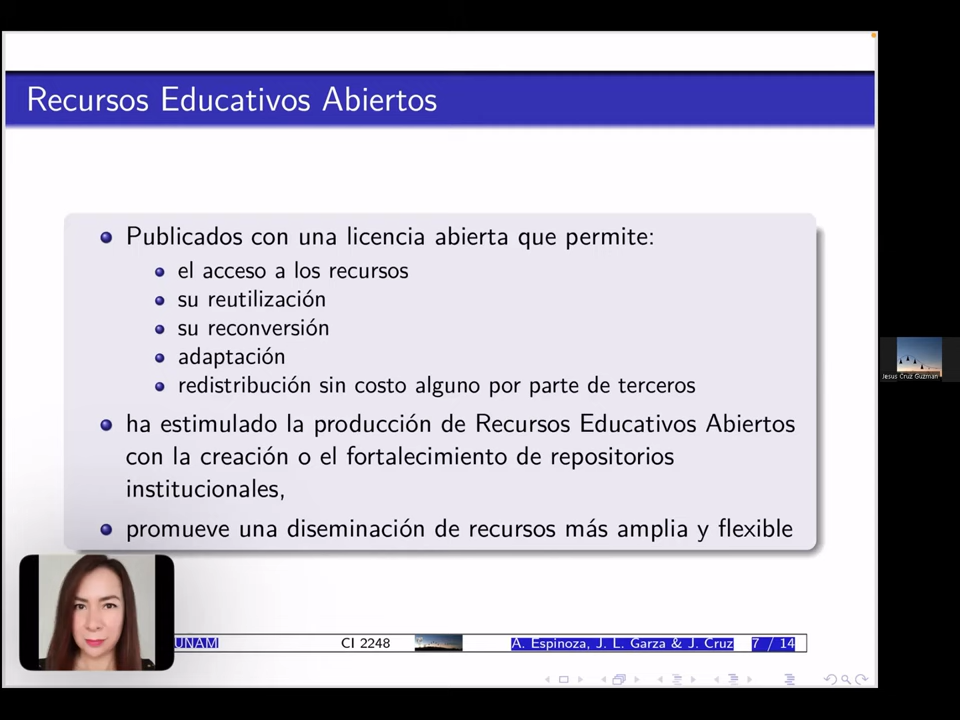 Recursos Educativos Abiertos
Publicados con una licencia abierta que permite:
el acceso a los recursos
su reutilización
su reconversión
adaptación
redistribución sin costo alguno por parte de terceros
ha estimulado la producción de Recursos Educativos Abiertos
con la creación o el fortalecimiento de repositorios
institucionales,
promueve una diseminación de recursos más amplia y flexible
Jesus Cruz Guzman
UNAM CI 2248 A. Espinoza, J. L. Garza & J. Cruz 7 / 14